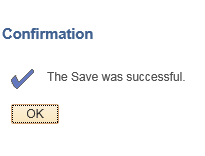 Confirmation
The Save was successful.
OK